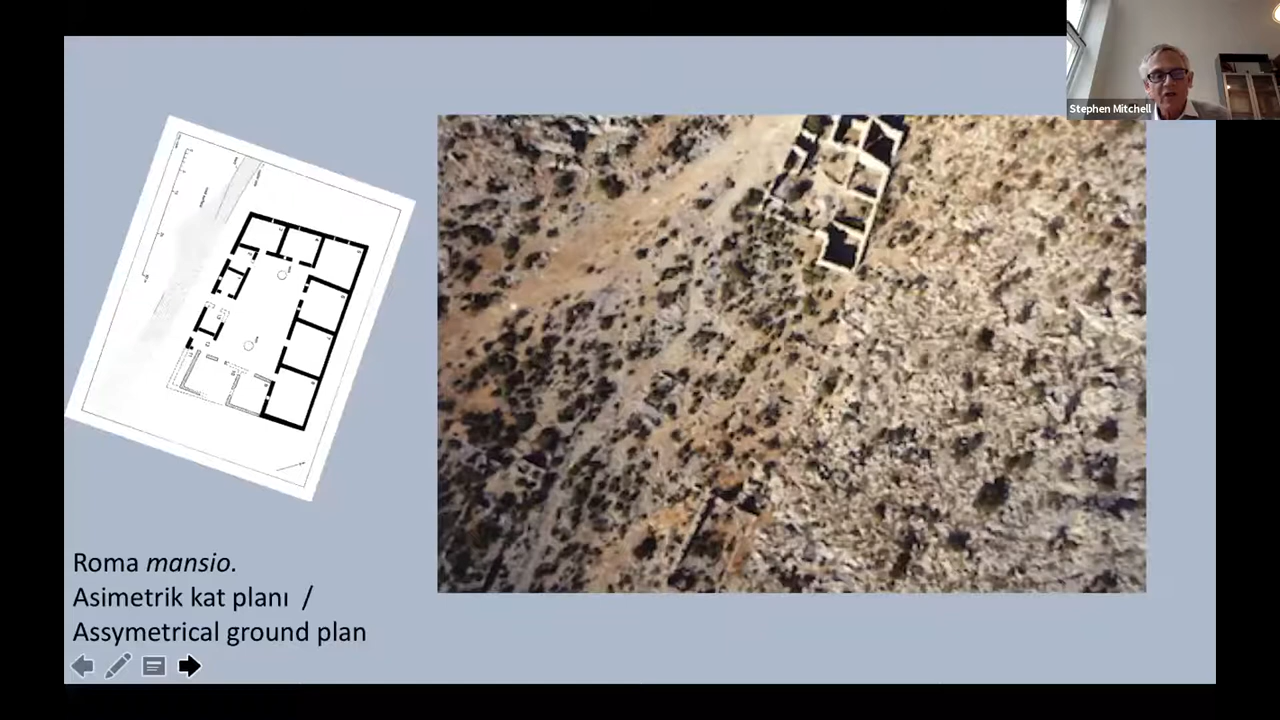 Stephen Mitchell
Roma mansio.
Asimetrik kat planı /
Assymetrical ground plan